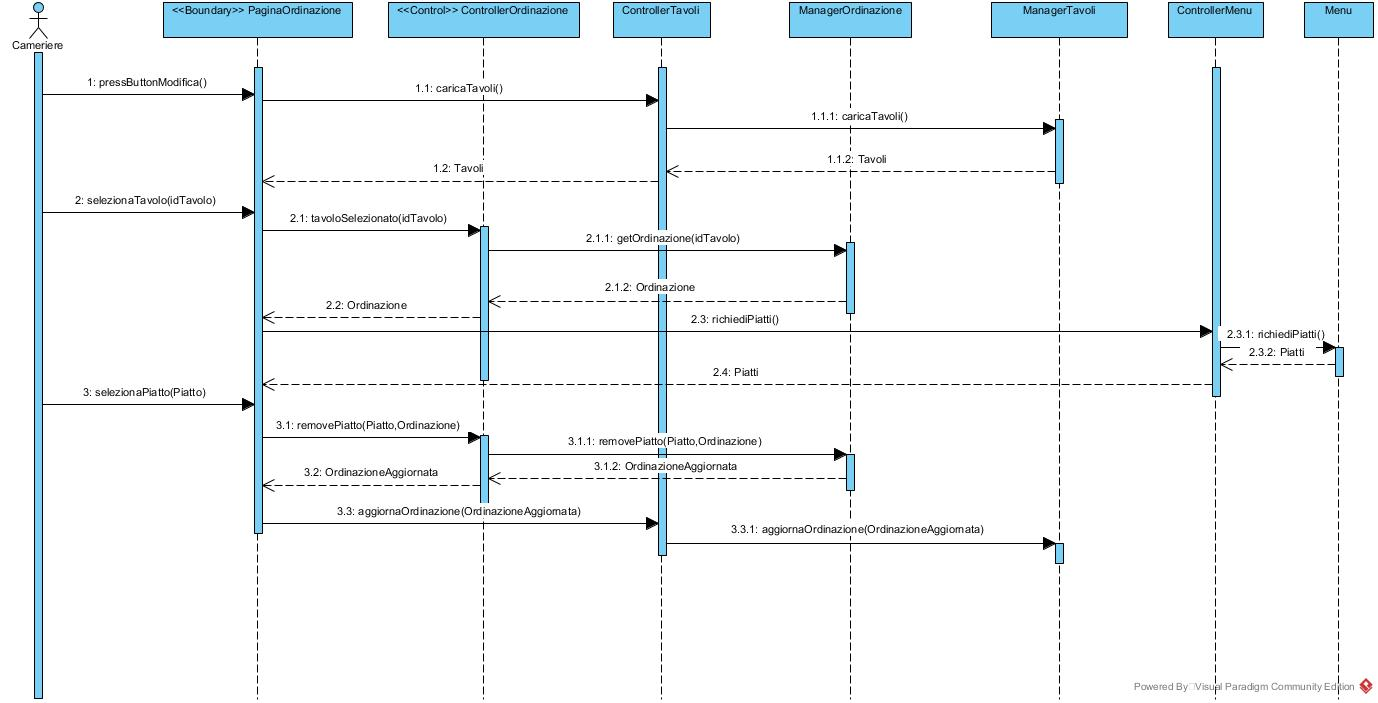 <<Boundary>> PaginaOrdinazione
<<Control>> ControllerOrdinazione
ControllerTavoli
ManagerOrdinazione
ManagerTavoli
ControllerMenu
Menu
Cameriere
1: pressButtonModifica()
1.1: caricaTavoli()
1.1.1: caricaTavoli()
1.1.2: Tavoli
1.2: Tavoli
2: selezionaTavolo(idTavolo)
2.1: tavoloSelezionato(idTavolo)
2.1.1: getOrdinazione(idTavolo)
2.1.2: Ordinazione
2.2: Ordinazione
2.3: richiediPiatti()
2.3.1: richiediPiatti()
2.3.2: Piatti
2.4: Piatti
3: selezionaPiatto(Piatto)
3.1: removePiatto(Piatto,Ordinazione)
3.1.1: removePiatto(Piatto,Ordinazione)
3.1.2: OrdinazioneAggiornata
3.2: OrdinazioneAggiornata
3.3: aggiornaOrdinazione(OrdinazioneAggiornata)
3.3.1: aggiornaOrdinazione(OrdinazioneAggiornata)
Powered By Visual Paradigm Community Edition